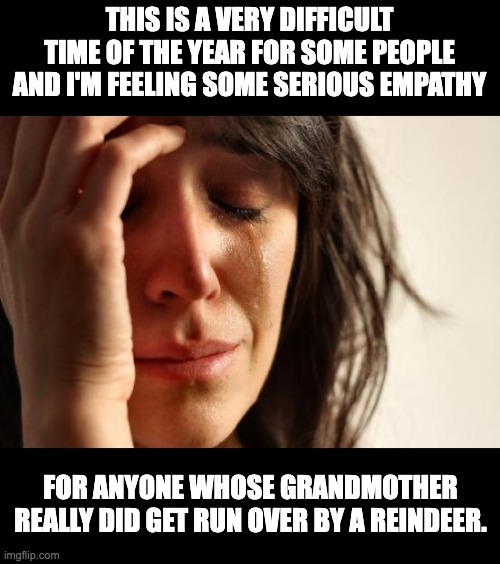 THIS IS A VERY DIFFICULT
TIME OF THE YEAR FOR SOME PEOPLE
AND I'M FEELING SOME SERIOUS EMPATHY
FOR ANYONE WHOSE GRANDMOTHER
REALLY DID GET RUN OVER BY A REINDEER.
imgflip.com